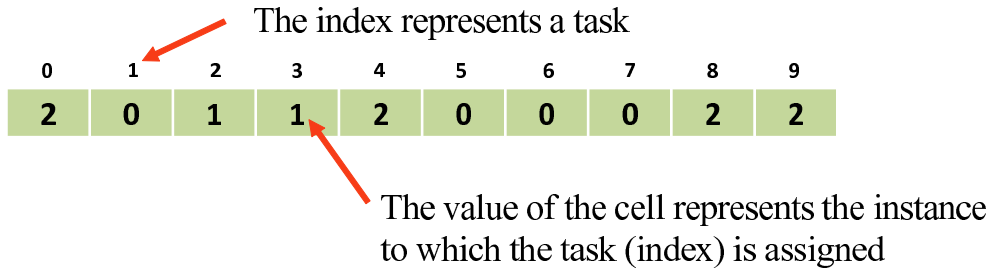 The index represents a task
0 1 2 3 4 5 6 7 8 9
2 0 1 1 2 0 0 0 2 2
The value of the cell represents the instance
to which the task (index) is assigned